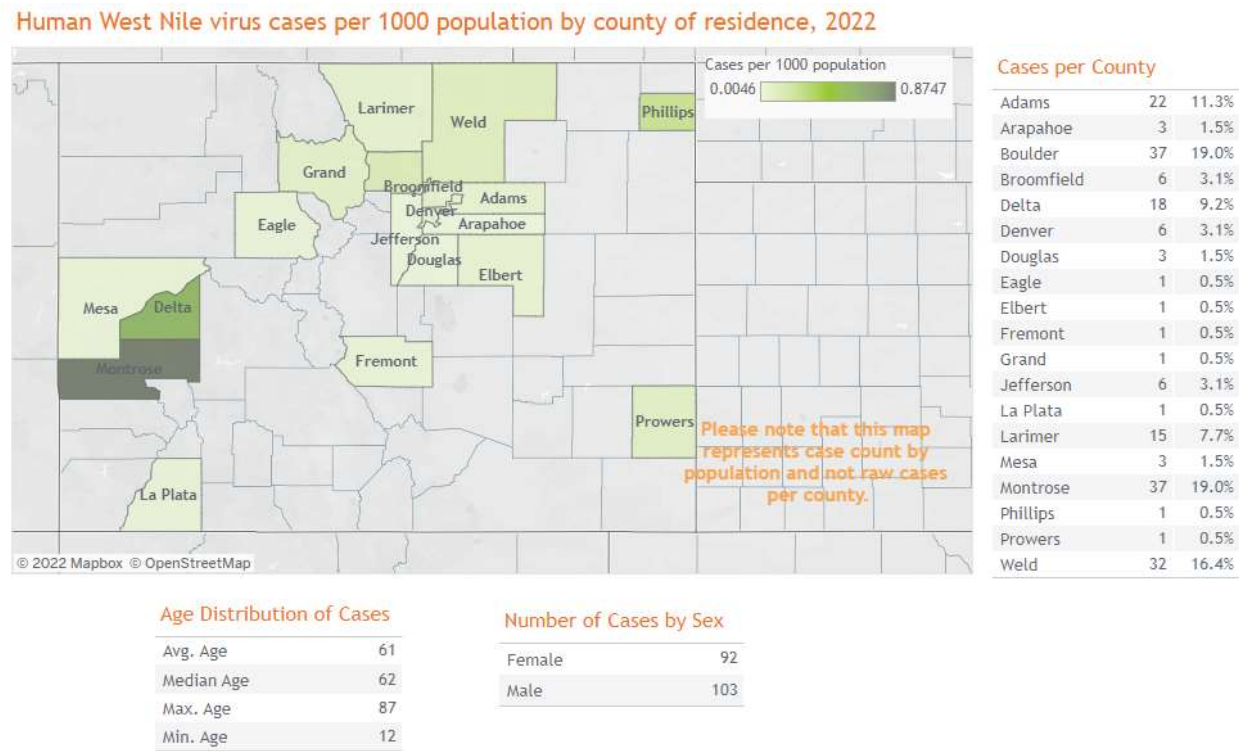 Human West Nile virus cases per 1000 population by county of residence, 2022
Cases per 1000 population
0.0046 0.8747
Larimer
Weld
Phillips
Grand
Broomfield
Adams
Denver
Arapahoe
Eagle
Jefferson
Douglas
Elbert
Mesa
Delta
Montrose
Fremont
Prowers
La Plata
Please note that this map
represents case count by
population and not raw cases
per county.
© 2022 Mapbox © OpenStreetMap
Cases per County
Adams 22 11.3%
Arapahoe 3 1.5%
Boulder 37 19.0%
Broomfield 6 3.1%
Delta 18 9.2%
Denver 6 3.1%
Douglas 3 1.5%
Eagle 1 0.5%
Elbert 1 0.5%
Fremont 1 0.5%
Grand 1 0.5%
Jefferson 6 3.1%
La Plata 1 0.5%
Larimer 15 7.7%
Mesa 3 1.5%
Montrose 37 19.0%
Phillips 1 0.5%
Prowers 1 0.5%
Weld 32 16.4%
Age Distribution of Cases
Avg. Age 61
Median Age 62
Max. Age 87
Min. Age 12
Number of Cases by Sex
Female 92
Male 103